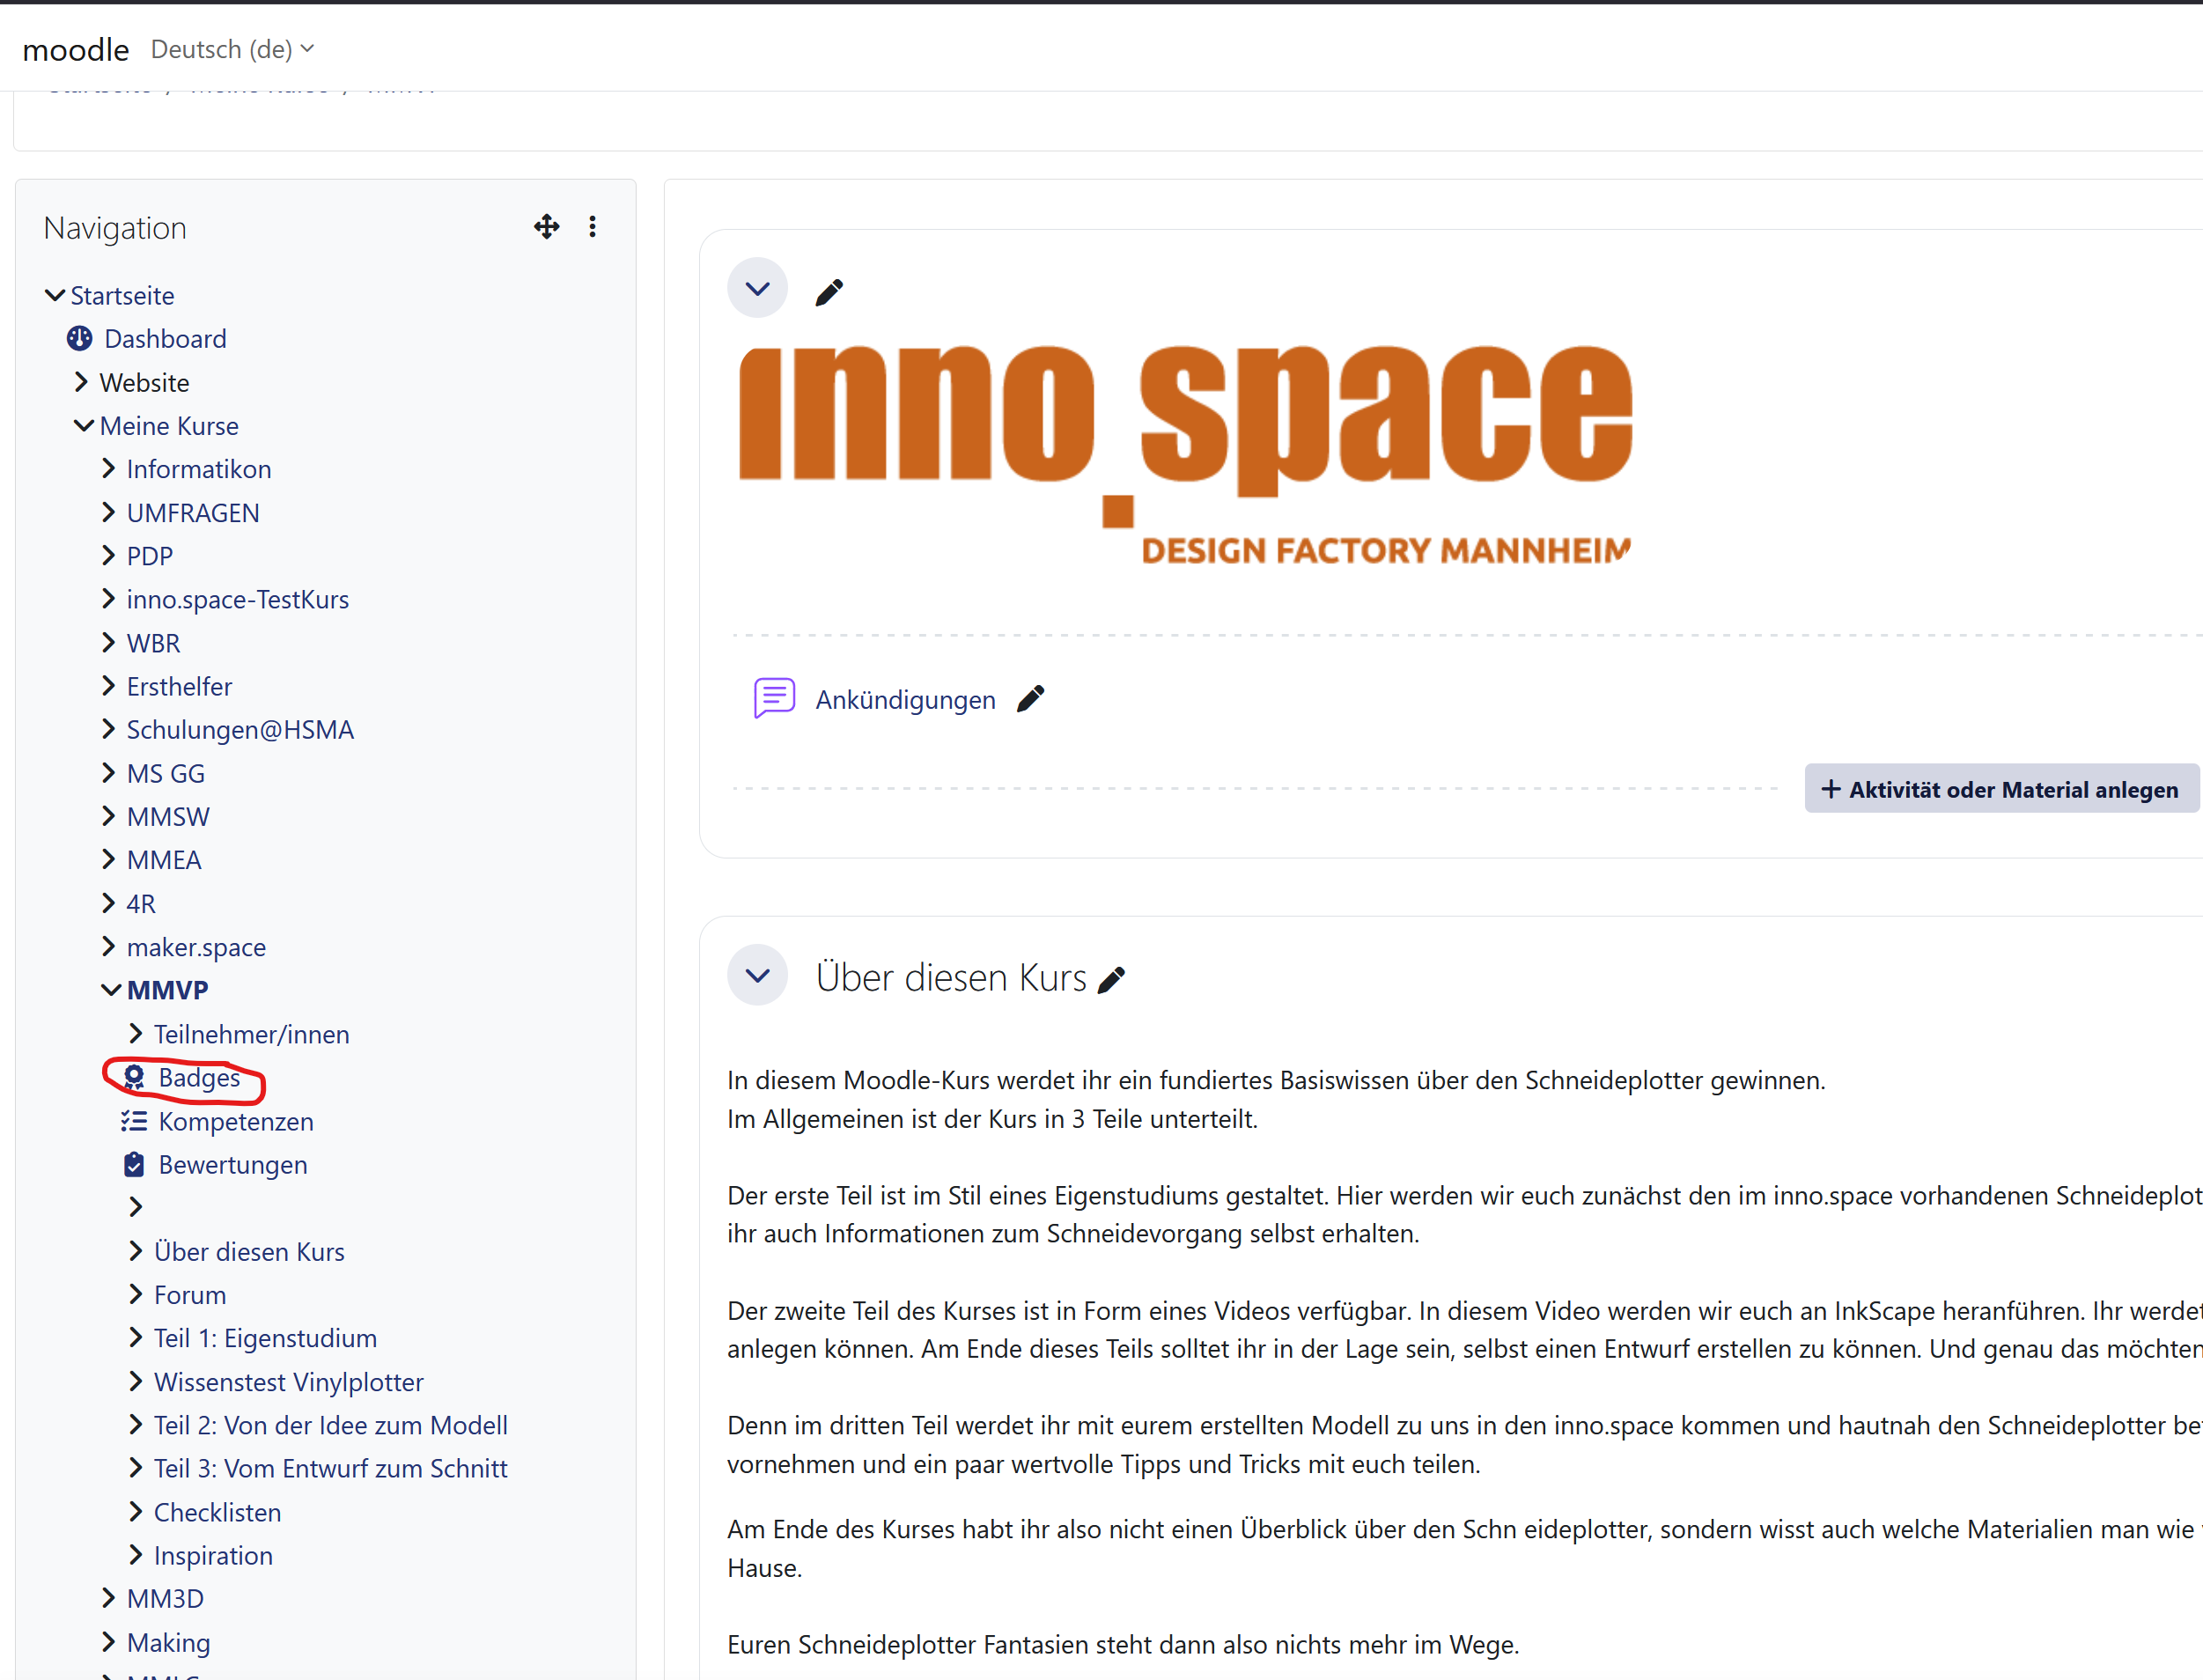 moodle Deutsch (de)
Startseite / Meine Kurse / MMVP
Navigation
Startseite
Dashboard
Website
Meine Kurse
Informatikon
UMFRAGEN
PDP
inno.space-TestKurs
WBR
Ersthelfer
Schulungen@HSMA
MS GG
MMSW
MMEA
4R
maker.space
MMVP
Teilnehmer/innen
Badges
Kompetenzen
Bewertungen
Über diesen Kurs
Forum
Teil 1: Eigenstudium
Wissenstest Vinylplotter
Teil 2: Von der Idee zum Modell
Teil 3: Vom Entwurf zum Schnitt
Checklisten
Inspiration
MM3D
Making
inno.space
DESIGN FACTORY MANNHEIM
Ankündigungen
+ Aktivität oder Material anlegen
Über diesen Kurs
In diesem Moodle-Kurs werdet ihr ein fundiertes Basiswissen über den Schneideplotter gewinnen.
Im Allgemeinen ist der Kurs in 3 Teile unterteilt.
Der erste Teil ist im Stil eines Eigenstudiums gestaltet. Hier werden wir euch zunächst den im inno.space vorhandenen Schneideplot
ihr auch Informationen zum Schneidevorgang selbst erhalten.
Der zweite Teil des Kurses ist in Form eines Videos verfügbar. In diesem Video werden wir euch an InkScape heranführen. Ihr werdet
anlegen können. Am Ende dieses Teils solltet ihr in der Lage sein, selbst einen Entwurf erstellen zu können. Und genau das möchten
Denn im dritten Teil werdet ihr mit eurem erstellten Modell zu uns in den inno.space kommen und hautnah den Schneideplotter bet
vornehmen und ein paar wertvolle Tipps und Tricks mit euch teilen.
Am Ende des Kurses habt ihr also nicht einen Überblick über den Schn eideplotter, sondern wisst auch welche Materialien man wie
Hause.
Euren Schneideplotter Fantasien steht dann also nichts mehr im Wege.